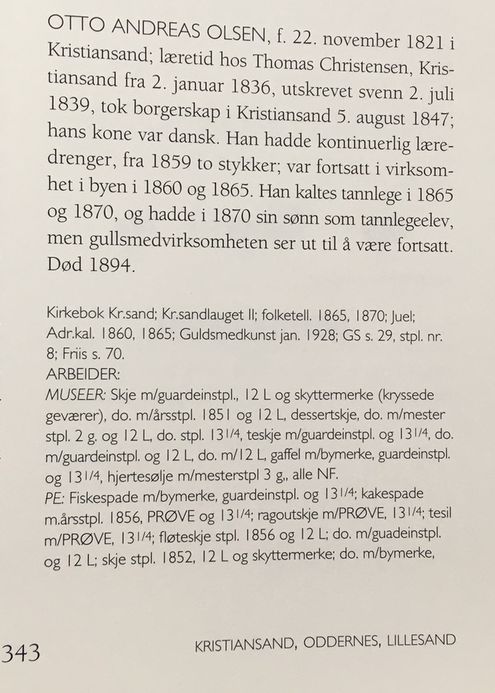 OTTO ANDREAS OLSEN, f. 22. november 1821 i
Kristiansand; læretid hos Thomas Christensen, Kris-
tiansand fra 2. januar 1836, utskrevet svenn 2. juli
1839, tok borgerskap i Kristiansand 5. august 1847;
hans kone var dansk. Han hadde kontinuerlig lære-
drenger, fra 1859 to stykker; var fortsatt i virksom-
het i byen i 1860 og 1865. Han kaltes tannlege i 1865
og 1870, og hadde i 1870 sin sønn som tannlegeelev,
men gullsmedvirksomheten ser ut til å være fortsatt.
Død 1894.
Kirkebok Kr.sand; Kr.sandlauget II; folketell. 1865, 1870; Juel;
Adr.kal. 1860, 1865; Guldsmedkunst jan. 1928; GS s. 29, stpl. nr.
8; Friis s. 70.
ARBEIDER:
MUSEER: Skje m/guardeinstpl., 12 L og skyttermerke (kryssede
geværer), do. m/årsstpl. 1851 og 12 L, dessertskje, do. m/mester
stpl. 2 g. og 12 L, do. stpl. 13 1/4, teskje m/guardeinstpl. og 13 1/4, do.
m/guardeinstpl. og 12 L, do. m/12 L, gaffel m/bymerke, guardeinstpl.
og 13 1/4, hjertesølje m/mesterstpl 3 g,, alle NF.
PE: Fiskespade m/bymerke, guardeinstpl. og 13 1/4; kakespade
m.årsstpl. 1856, PRØVE og 13 1/4; ragoutskje m/PRØVE, 13 1/4; tesil
m/PRØVE, 13 1/4; fløteskje stpl. 1856 og 12 L; do. m/guadeinstpl.
og 12 L; skje stpl. 1852, 12 L og skyttermerke; do. m/bymerke,
343
KRISTIANSAND, ODDERNES, LILLESAND